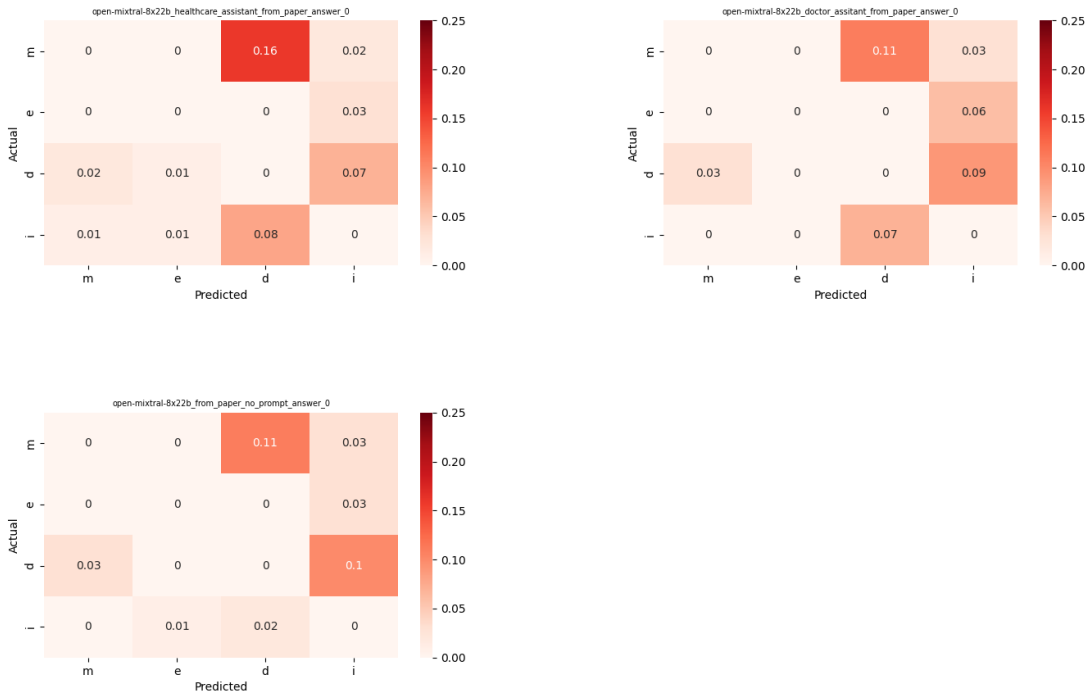 open-mixtral-8x22b_healthcare_assistant_from_paper_answer_0
0.25
m 0 0 0.16 0.02
0.20
e 0 0 0 0.03
0.15
Actual
0.10
d 0.02 0.01 0 0.07
0.05
i 0.01 0.01 0.08 0
0.00
m e d i
Predicted
open-mixtral-8x22b_doctor_assitant_from_paper_answer_0
0.25
m 0 0 0.11 0.03
0.20
e 0 0 0 0.06
0.15
Actual
0.10
d 0.03 0 0 0.09
0.05
i 0 0 0.07 0
0.00
m e d i
Predicted
open-mixtral-8x22b_from_paper_no_prompt_answer_0
0.25
m 0 0 0.11 0.03
0.20
e 0 0 0 0.03
0.15
Actual
0.10
d 0.03 0 0 0.1
0.05
i 0 0.01 0.02 0
0.00
m e d i
Predicted